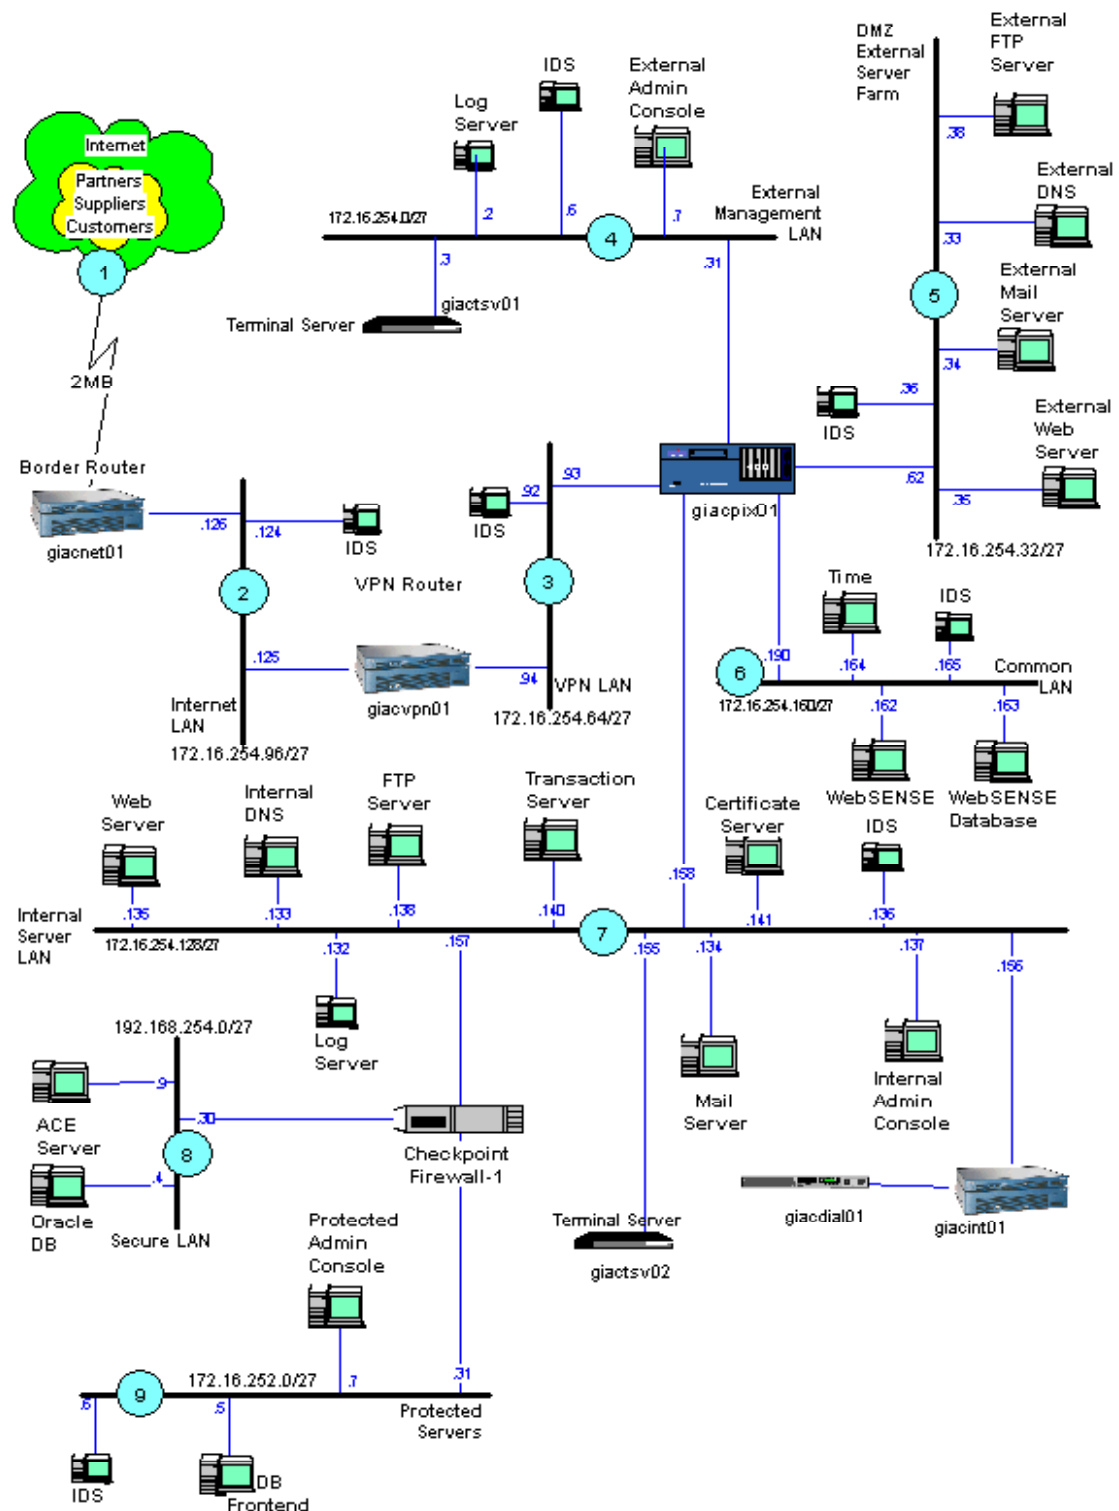 Internet
Partners
Suppliers
Customers
1
2MB
Border Router
giacnet01
Log
Server
IDS
External
Admin
Console
172.16.254.0/27
.2
.6
.7
4
External
Management
LAN
.3
.31
giactsv01
Terminal Server
DMZ
External
Server
Farm
External
FTP
Server
.38
External
DNS
.33
5
External
Mail
Server
.34
.36
IDS
External
Web
Server
.62
.35
172.16.254.32/27
giacpix01
.93
.92
IDS
3
.94
VPN LAN
172.16.254.64/27
.126
.124
IDS
2
VPN Router
.125
giacvpn01
Internet
LAN
172.16.254.96/27
Time
IDS
.190
.164
.165
6
Common
LAN
172.16.254.160/27
.162
.163
WebSENSE
WebSENSE
Database
Web
Server
Internal
DNS
FTP
Server
Transaction
Server
Certificate
Server
IDS
.135
.133
.138
.140
.158
.141
.136
Internal
Server
LAN
172.16.254.128/27
7
.132
.157
.155
.134
.137
.156
Log
Server
Mail
Server
Internal
Admin
Console
192.168.254.0/27
.9
ACE
Server
.30
8
.4
Oracle
DB
Secure LAN
Checkpoint
Firewall-1
Terminal Server
giactsv02
giacdial01
giacint01
Protected
Admin
Console
172.16.252.0/27
.7
.31
9
.6
.5
Protected
Servers
IDS
DB
Frontend